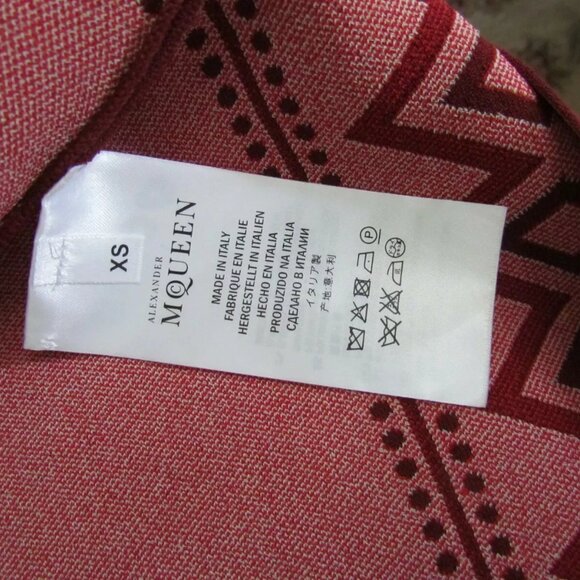 XS
ALEXANDER
McQUEEN
MADE IN ITALY
FABRIQUE EN ITALIE
HERGESTELLT IN ITALIEN
HECHO EN ITALIA
PRODUZIDO NA ITALIA
СДЕЛАНО В ИТАЛИИ
イタリア製
产地:意大利
P